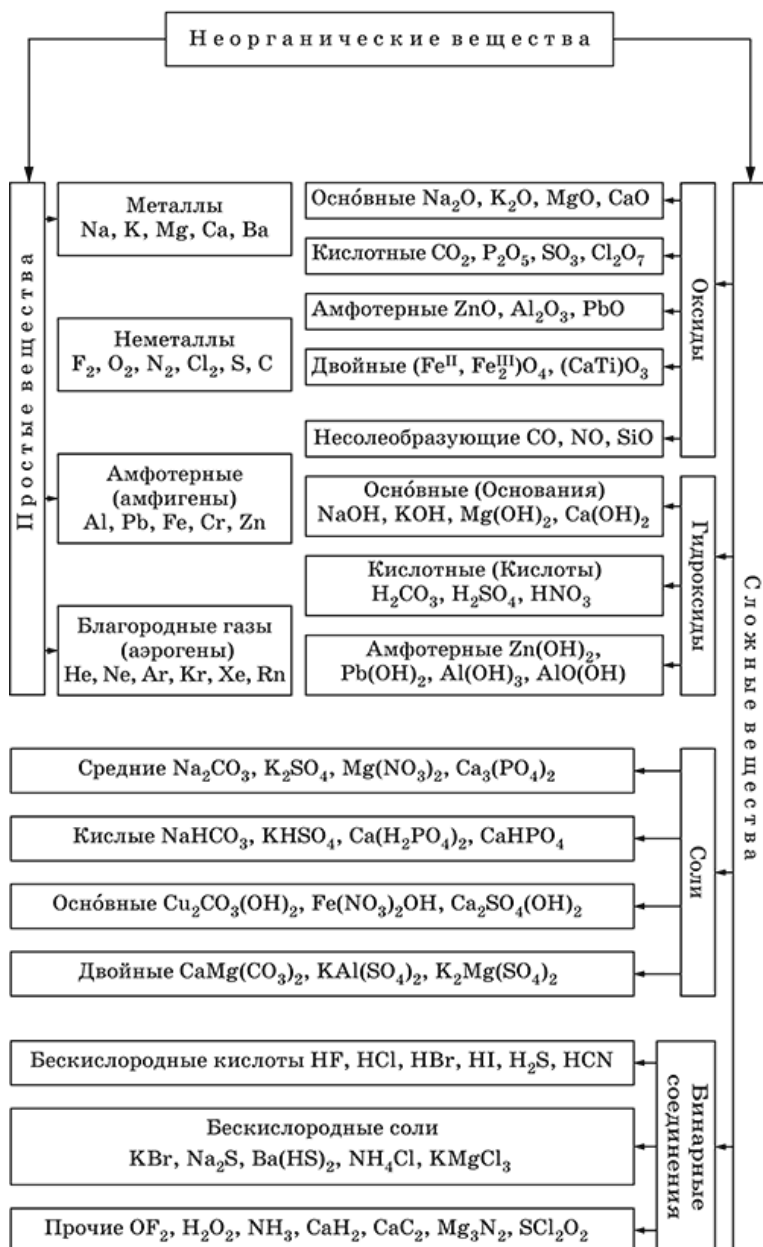 Неорганические вещества
Простые вещества
Металлы
Na, K, Mg, Ca, Ba
Неметаллы
F₂, O₂, N₂, Cl₂, S, C
Амфотерные
(амфигены)
Al, Pb, Fe, Cr, Zn
Благородные газы
(аэрогены)
He, Ne, Ar, Kr, Xe, Rn
Сложные вещества
Оксиды
Осно́вные Na₂O, K₂O, MgO, CaO
Кислотные CO₂, P₂O₅, SO₃, Cl₂O₇
Амфотерные ZnO, Al₂O₃, PbO
Двойные (Feᴵᴵ, Fe₂ᴵᴵᴵ)O₄, (CaTi)O₃
Несолеобразующие CO, NO, SiO
Гидроксиды
Осно́вные (Основания)
NaOH, KOH, Mg(OH)₂, Ca(OH)₂
Кислотные (Кислоты)
H₂CO₃, H₂SO₄, HNO₃
Амфотерные Zn(OH)₂,
Pb(OH)₂, Al(OH)₃, AlO(OH)
Соли
Средние Na₂CO₃, K₂SO₄, Mg(NO₃)₂, Ca₃(PO₄)₂
Кислые NaHCO₃, KHSO₄, Ca(H₂PO₄)₂, CaHPO₄
Осно́вные Cu₂CO₃(OH)₂, Fe(NO₃)₂OH, Ca₂SO₄(OH)₂
Двойные CaMg(CO₃)₂, KAl(SO₄)₂, K₂Mg(SO₄)₂
Бинарные
соединения
Бескислородные кислоты HF, HCl, HBr, HI, H₂S, HCN
Бескислородные соли
KBr, Na₂S, Ba(HS)₂, NH₄Cl, KMgCl₃
Прочие OF₂, H₂O₂, NH₃, CaH₂, CaC₂, Mg₃N₂, SCl₂O₂